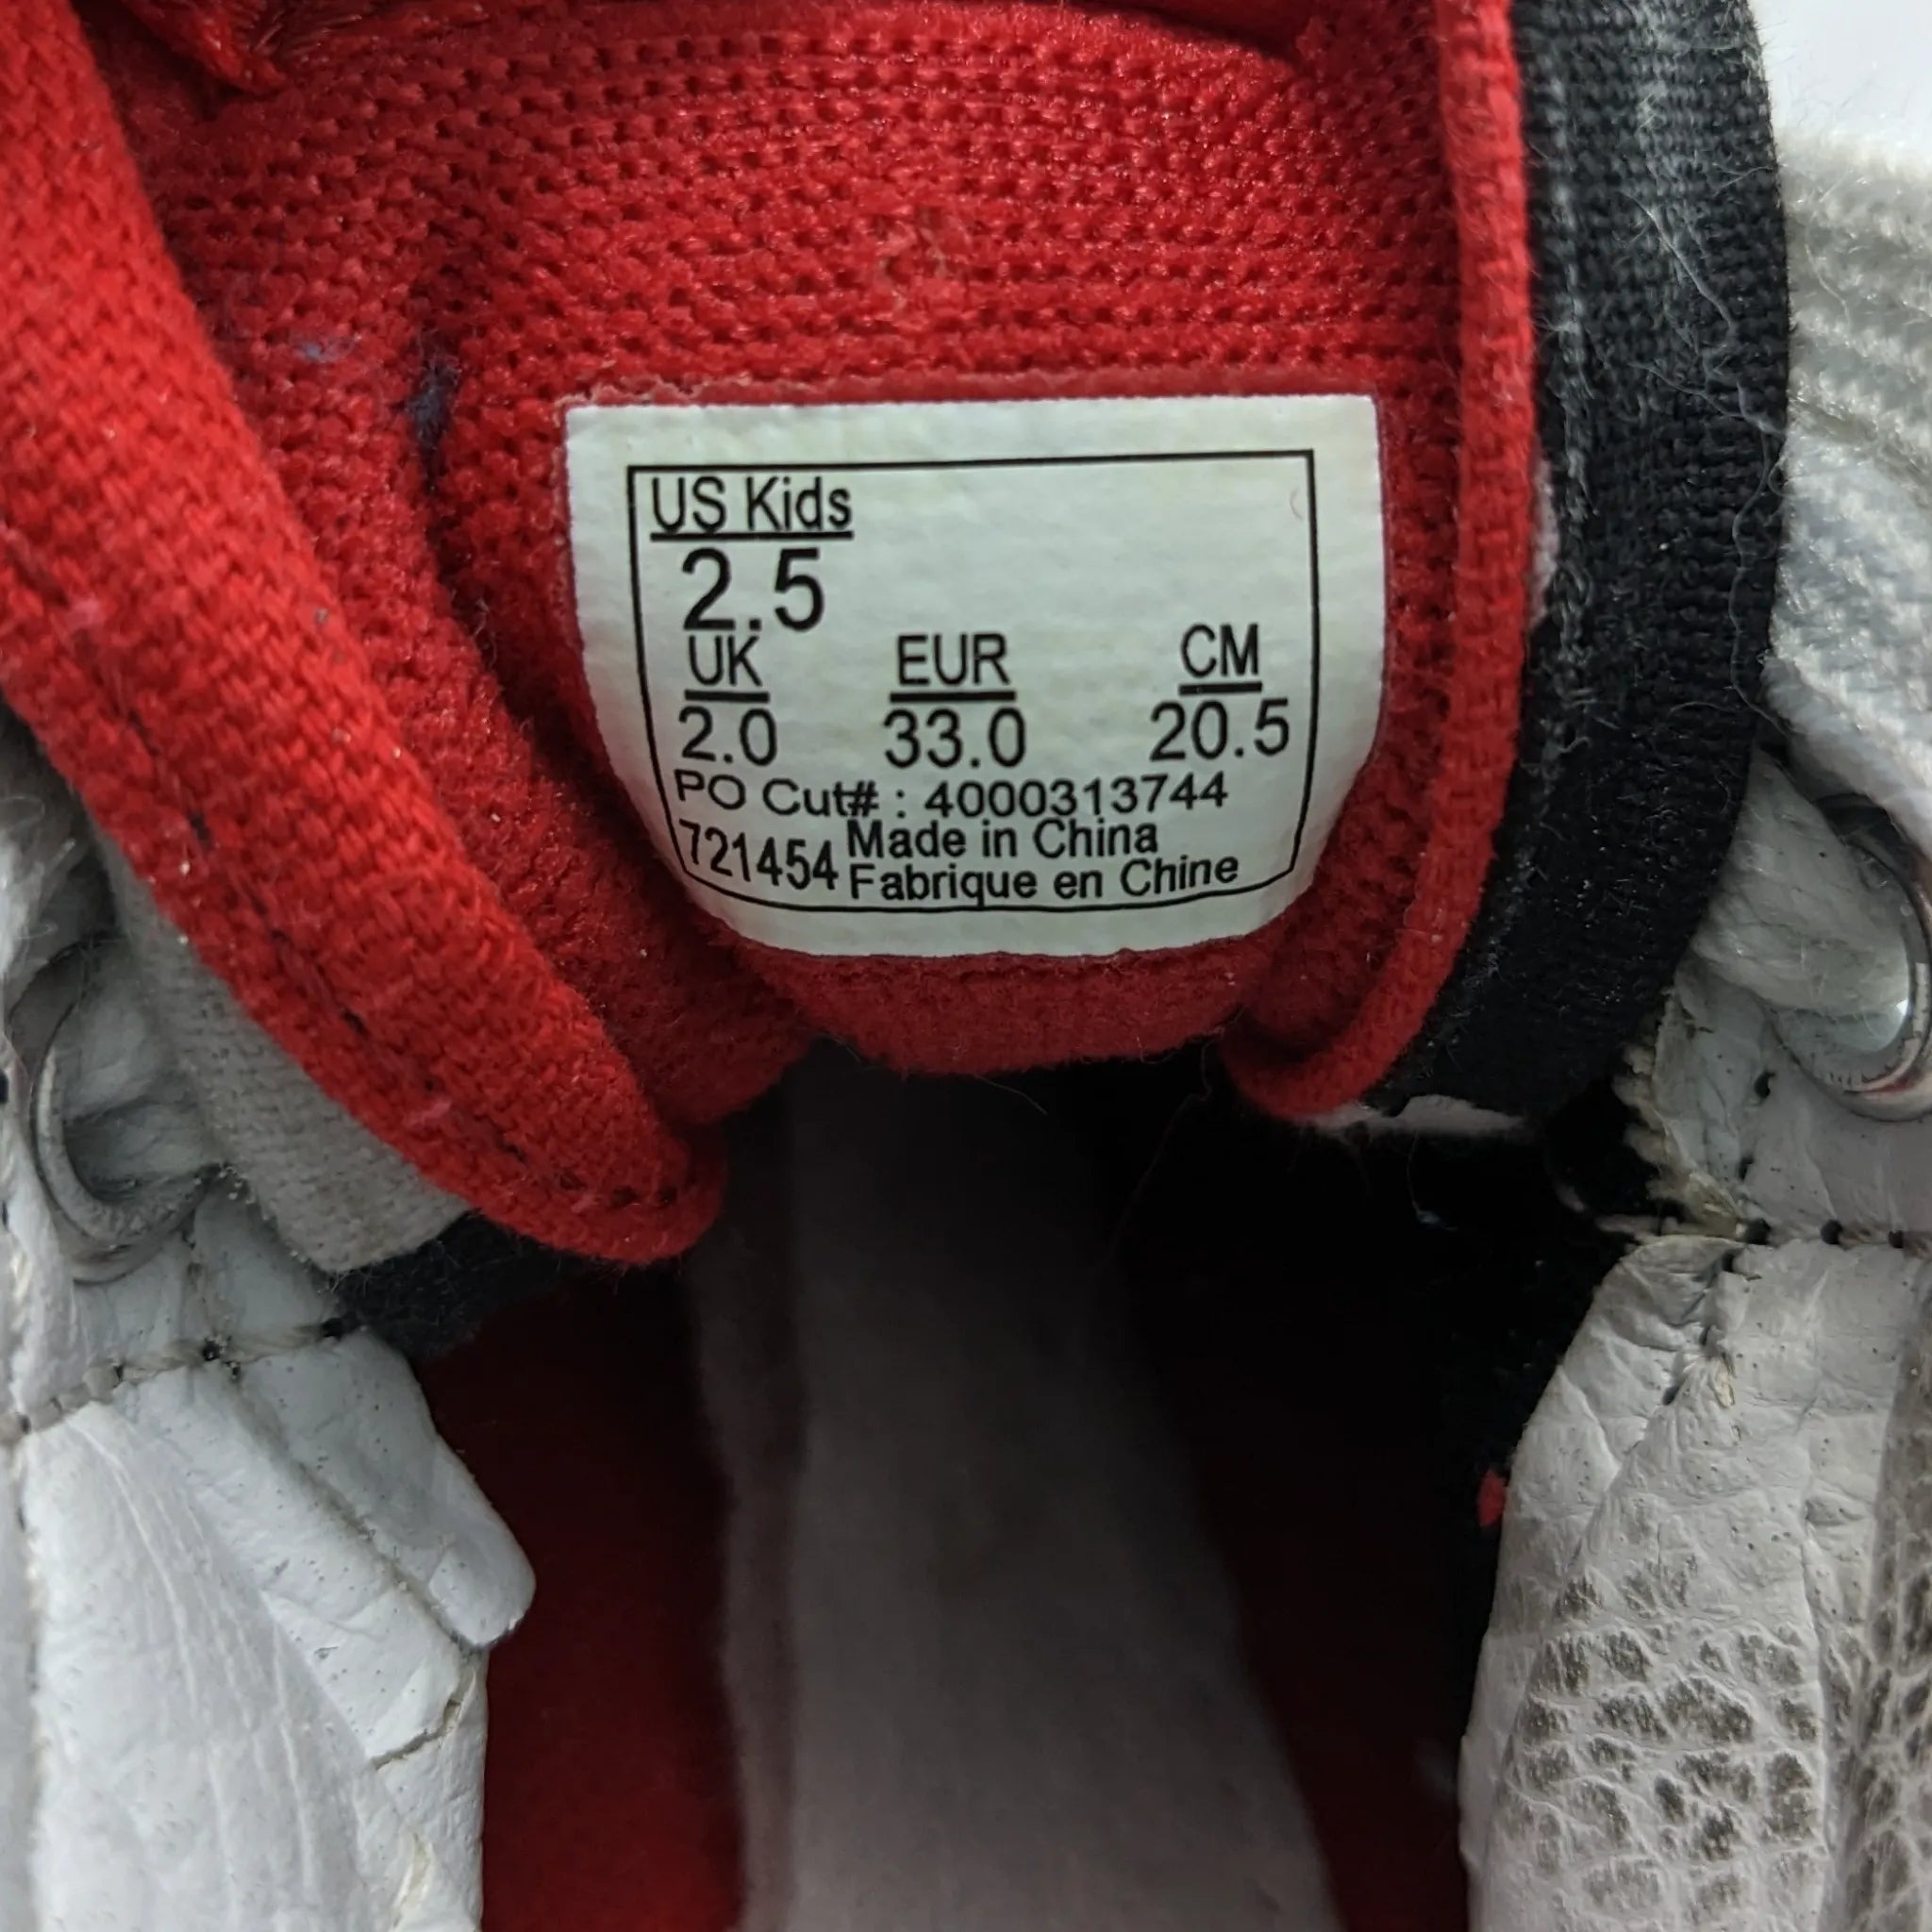 US Kids
2.5
UK EUR CM
2.0 33.0 20.5
PO Cut# : 4000313744
721454 Made in China
Fabrique en Chine